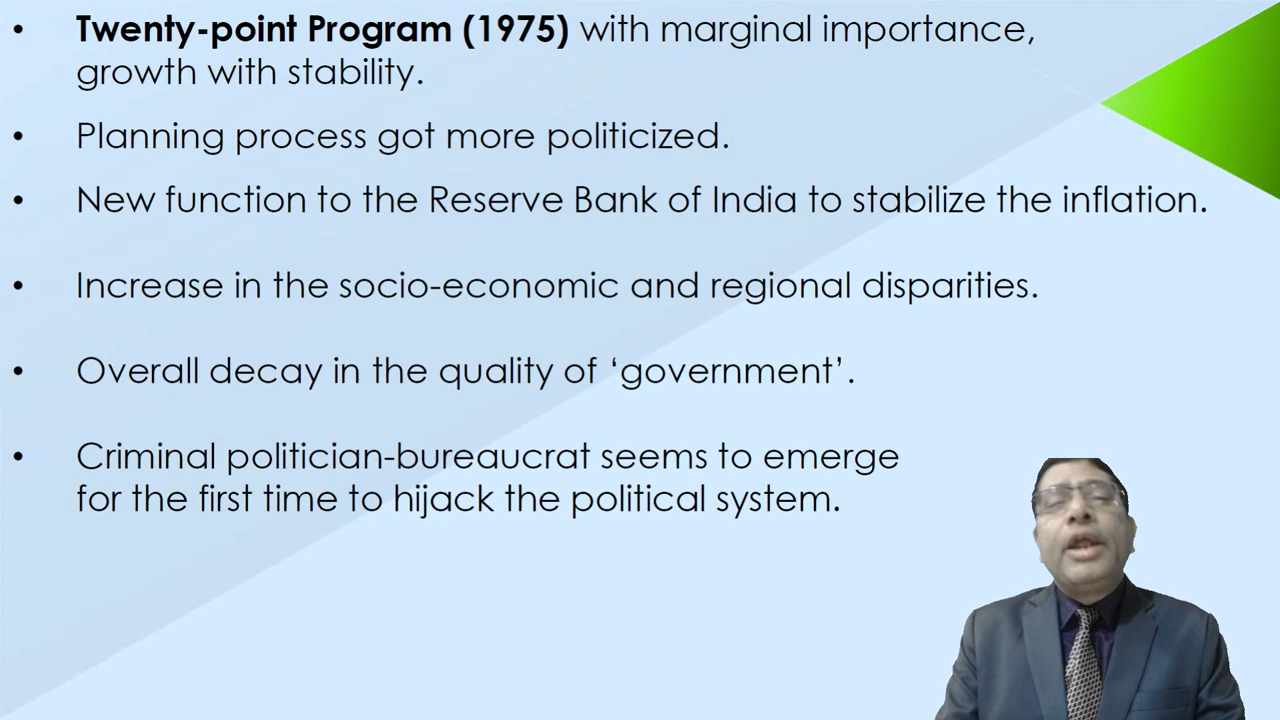 • Twenty-point Program (1975) with marginal importance,
growth with stability.
• Planning process got more politicized.
• New function to the Reserve Bank of India to stabilize the inflation.
• Increase in the socio-economic and regional disparities.
• Overall decay in the quality of ‘government’.
• Criminal politician-bureaucrat seems to emerge
for the first time to hijack the political system.